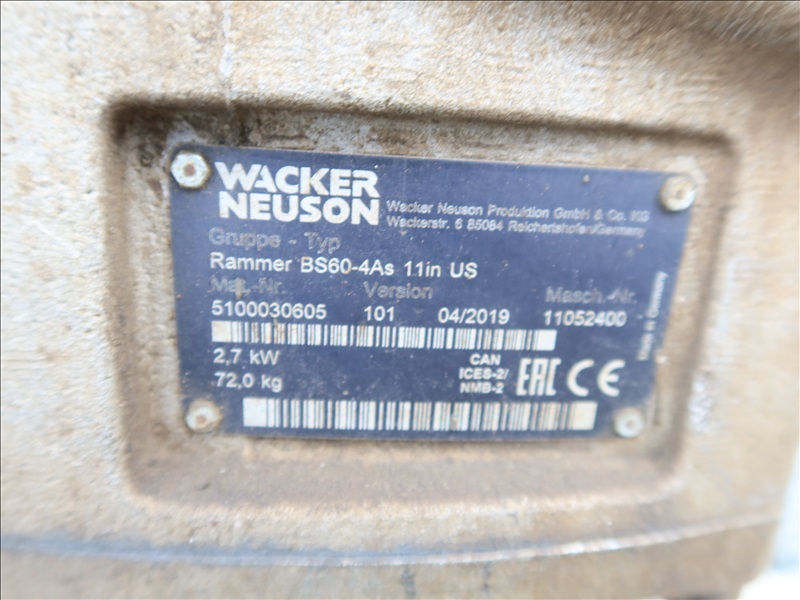 WACKER
NEUSON
Wacker Neuson Produktion GmbH & Co. KG
Wackerstr. 6 85084 Reichertshofen/Germany
Gruppe - Typ
Rammer BS60-4As 11in US
Mat.-Nr. Version Masch.-Nr.
5100030605 101 04/2019 11052400
2,7 kW
72,0 kg
CAN
ICES-2/
NMB-2
EAC CE
Made in Germany